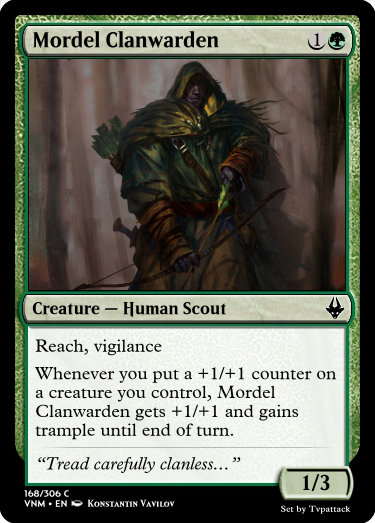 Mordel Clanwarden 1
Creature — Human Scout
Reach, vigilance
Whenever you put a +1/+1 counter on
a creature you control, Mordel
Clanwarden gets +1/+1 and gains
trample until end of turn.
“Tread carefully clanless...”
1/3
168/306 C
VNM • EN Konstantin Vavilov
Set by Tvpattack